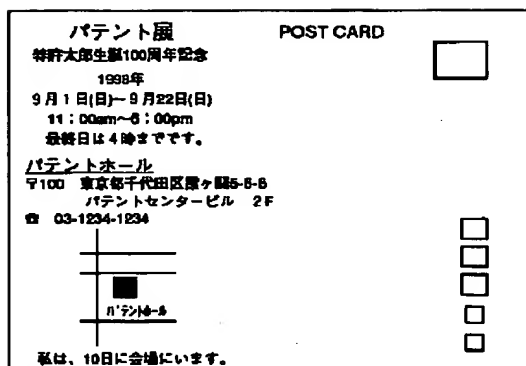 パテント展
POST CARD
特許太郎生誕100周年記念
1998年
9月1日(日)〜9月22日(日)
11：00am〜6：00pm
最終日は4時までです。
パテントホール
〒100 東京都千代田区霞ヶ関5-6-6
パテントセンタービル 2F
☎ 03-1234-1234
パテントホール
私は、10日に会場にいます。